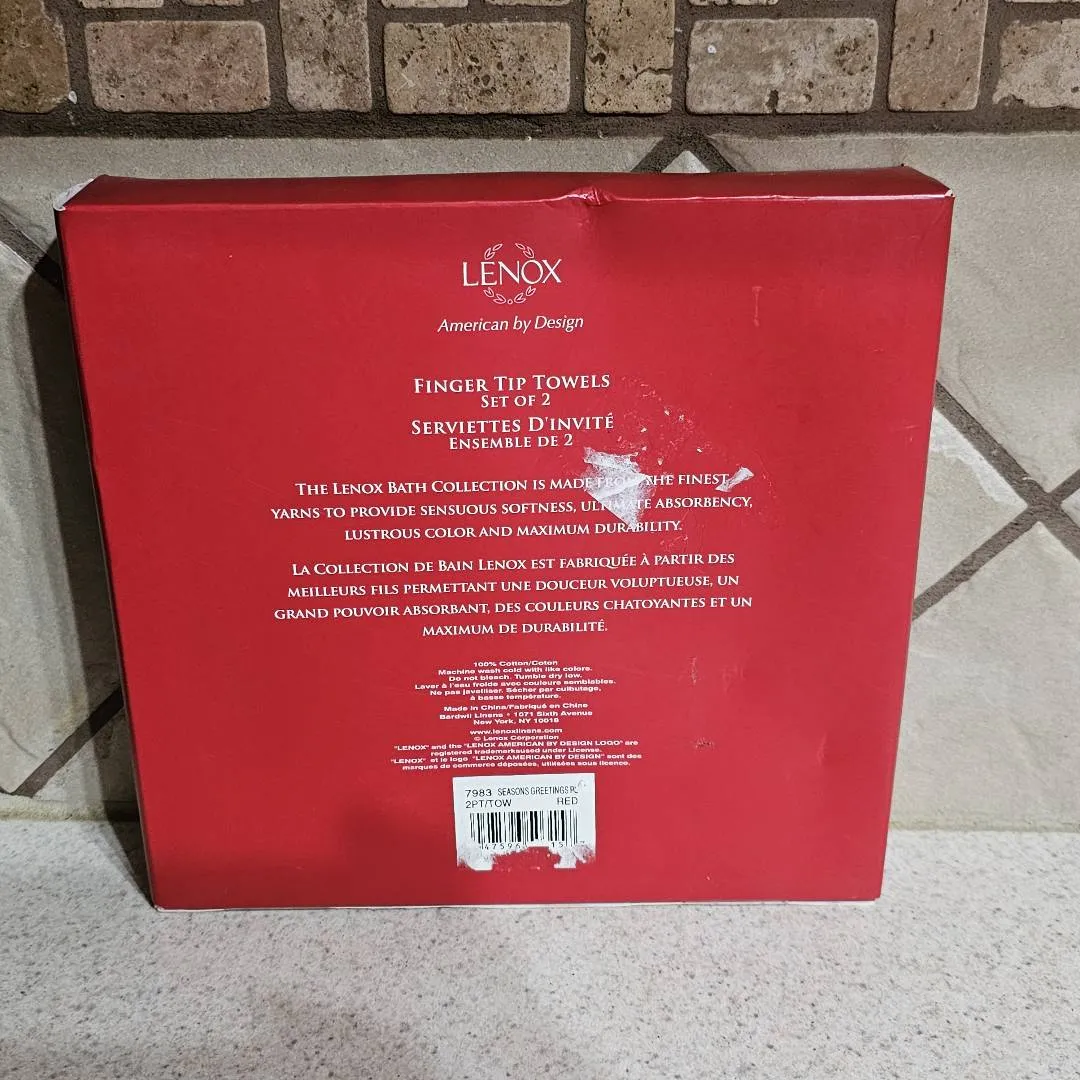 LENOX
American by Design
FINGER TIP TOWELS
SET OF 2
SERVIETTES D'INVITÉ
ENSEMBLE DE 2
THE LENOX BATH COLLECTION IS MADE FROM THE FINEST
YARNS TO PROVIDE SENSUOUS SOFTNESS, ULTIMATE ABSORBENCY,
LUSTROUS COLOR AND MAXIMUM DURABILITY.
LA COLLECTION DE BAIN LENOX EST FABRIQUÉE À PARTIR DES
MEILLEURS FILS PERMETTANT UNE DOUCEUR VOLUPTUEUSE, UN
GRAND POUVOIR ABSORBANT, DES COULEURS CHATOYANTES ET UN
MAXIMUM DE DURABILITÉ.
100% Cotton/Coton
Machine wash cold with like colors.
Do not bleach. Tumble dry low.
Laver à l'eau froide avec couleurs semblables.
Ne pas javelliser. Sécher par culbutage,
à basse température.
Made in China/Fabriqué en Chine
Bardwil Linens • 1071 Sixth Avenue
New York, NY 10018
www.lenoxlinens.com
© Lenox Corporation
"LENOX" and the "LENOX AMERICAN BY DESIGN LOGO" are
registered trademarksused under License.
"LENOX" et le logo "LENOX AMERICAN BY DESIGN" sont des
marques de commerce déposées, utilisées sous licence.
7983 SEASONS GREETINGS
2PT/TOW RED
47596 15